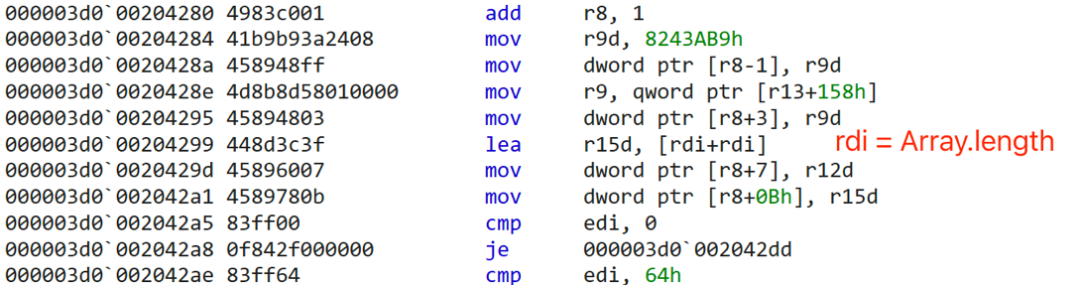 000003d0`00204280 4983c001 add r8, 1
000003d0`00204284 41b9b93a2408 mov r9d, 8243AB9h
000003d0`0020428a 458948ff mov dword ptr [r8-1], r9d
000003d0`0020428e 4d8b8d58010000 mov r9, qword ptr [r13+158h]
000003d0`00204295 45894803 mov dword ptr [r8+3], r9d
000003d0`00204299 448d3c3f lea r15d, [rdi+rdi] rdi = Array.length
000003d0`0020429d 45896007 mov dword ptr [r8+7], r12d
000003d0`002042a1 4589780b mov dword ptr [r8+0Bh], r15d
000003d0`002042a5 83ff00 cmp edi, 0
000003d0`002042a8 0f842f000000 je 000003d0`002042dd
000003d0`002042ae 83ff64 cmp edi, 64h